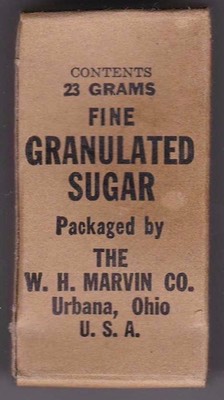 CONTENTS
23 GRAMS
FINE
GRANULATED
SUGAR
Packaged by
THE
W. H. MARVIN CO.
Urbana, Ohio
U. S. A.